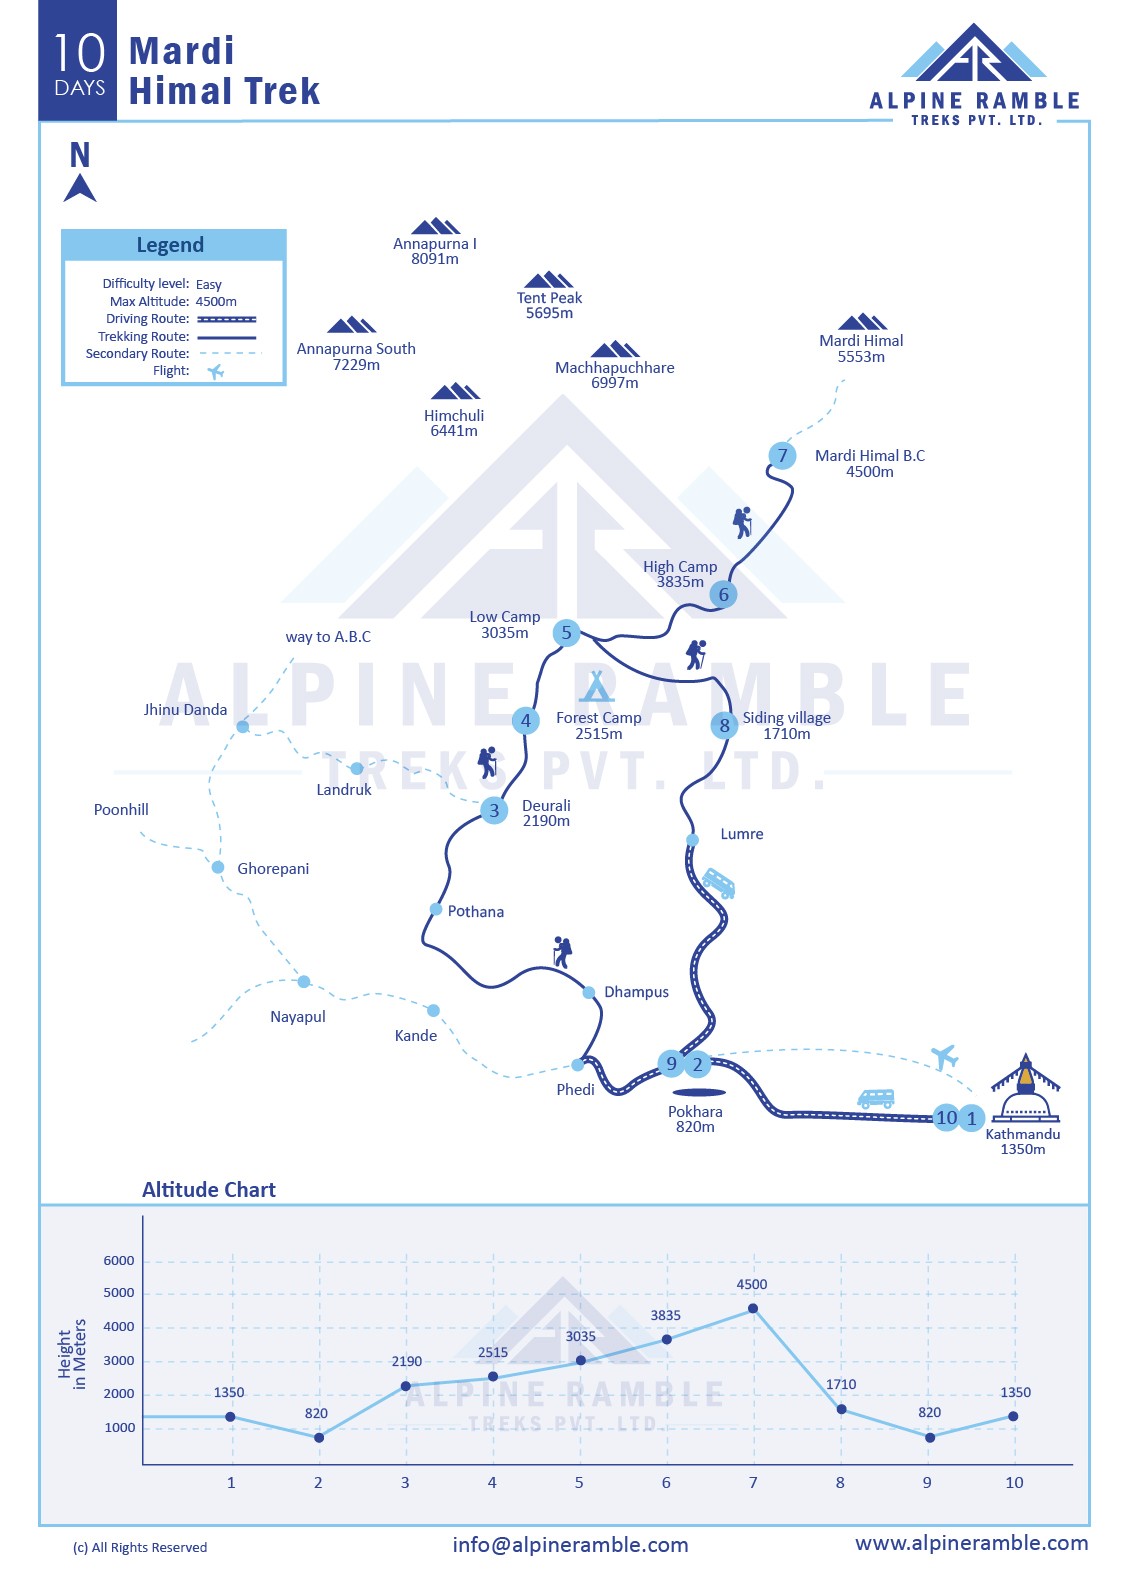 10
DAYS
Mardi
Himal Trek
ALPINE RAMBLE
TREKS PVT. LTD.
N
Legend
Difficulty level: Easy
Max Altitude: 4500m
Driving Route:
Trekking Route:
Secondary Route:
Flight:
Annapurna I
8091m
Tent Peak
5695m
Annapurna South
7229m
Machhapuchhare
6997m
Mardi Himal
5553m
Himchuli
6441m
7
Mardi Himal B.C
4500m
High Camp
3835m
6
Low Camp
3035m
5
way to A.B.C
ALPINE RAMBLE
TREKS PVT. LTD.
Jhinu Danda
4
Forest Camp
2515m
8
Siding village
1710m
Landruk
Poonhill
3
Deurali
2190m
Lumre
Ghorepani
Pothana
Dhampus
Nayapul
Kande
Phedi
9 2
Pokhara
820m
10 1
Kathmandu
1350m
Altitude Chart
Height
in Meters
6000
5000
4000
3000
2000
1000
1350
820
2190
2515
3035
3835
4500
1710
820
1350
ALPINE RAMBLE
TREKS PVT. LTD.
1 2 3 4 5 6 7 8 9 10
(c) All Rights Reserved
info@alpineramble.com
www.alpineramble.com